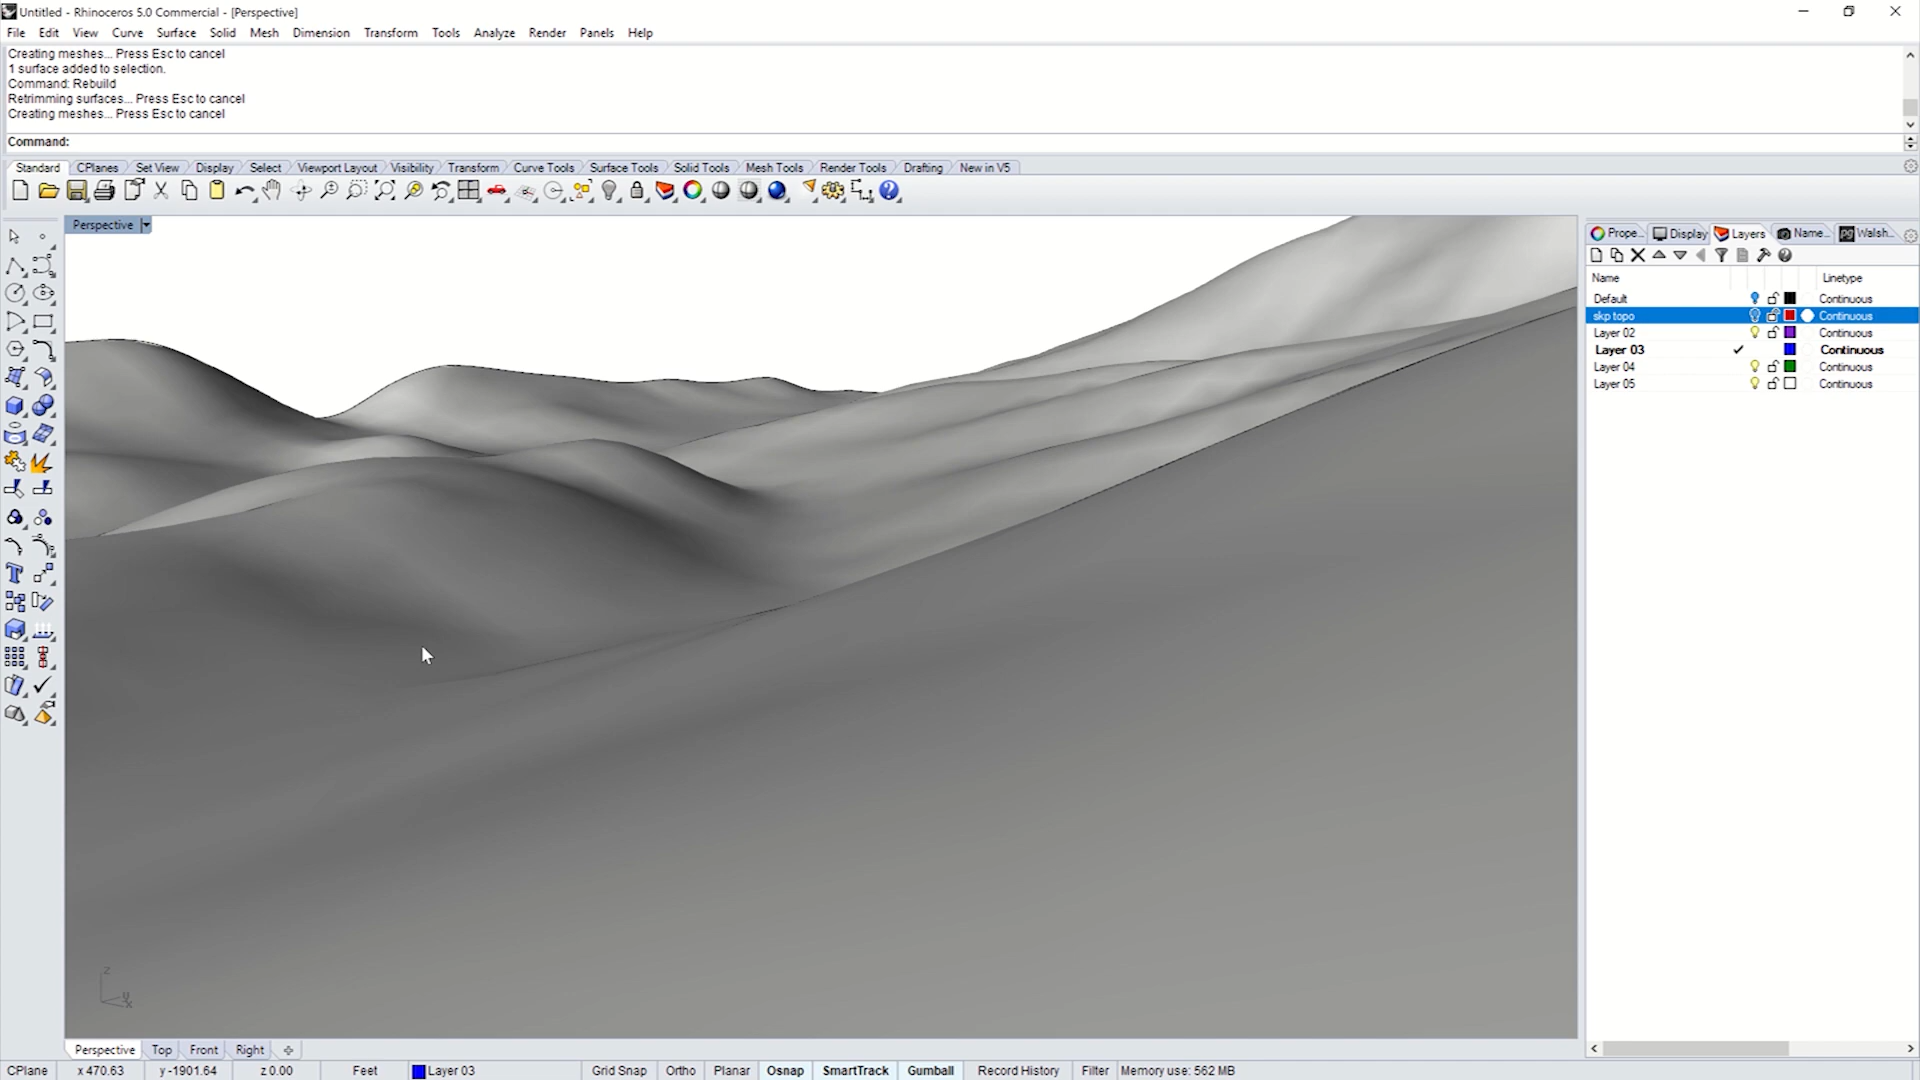 Untitled - Rhinoceros 5.0 Commercial - [Perspective]
File Edit View Curve Surface Solid Mesh Dimension Transform Tools Analyze Render Panels Help
Creating meshes... Press Esc to cancel
1 surface added to selection.
Command: Rebuild
Retrimming surfaces... Press Esc to cancel
Creating meshes... Press Esc to cancel
Command:
Standard CPlanes Set View Display Select Viewport Layout Visibility Transform Curve Tools Surface Tools Solid Tools Mesh Tools Render Tools Drafting New in V5
Perspective
Prope... Display Layers Name... Walsh...
Name Linetype
Default Continuous
skp topo Continuous
Layer 02 Continuous
Layer 03 Continuous
Layer 04 Continuous
Layer 05 Continuous
z
y
x
Perspective Top Front Right
CPlane x 470.63 y -1901.64 z 0.00 Feet Layer 03 Grid Snap Ortho Planar Osnap SmartTrack Gumball Record History Filter Memory use: 562 MB